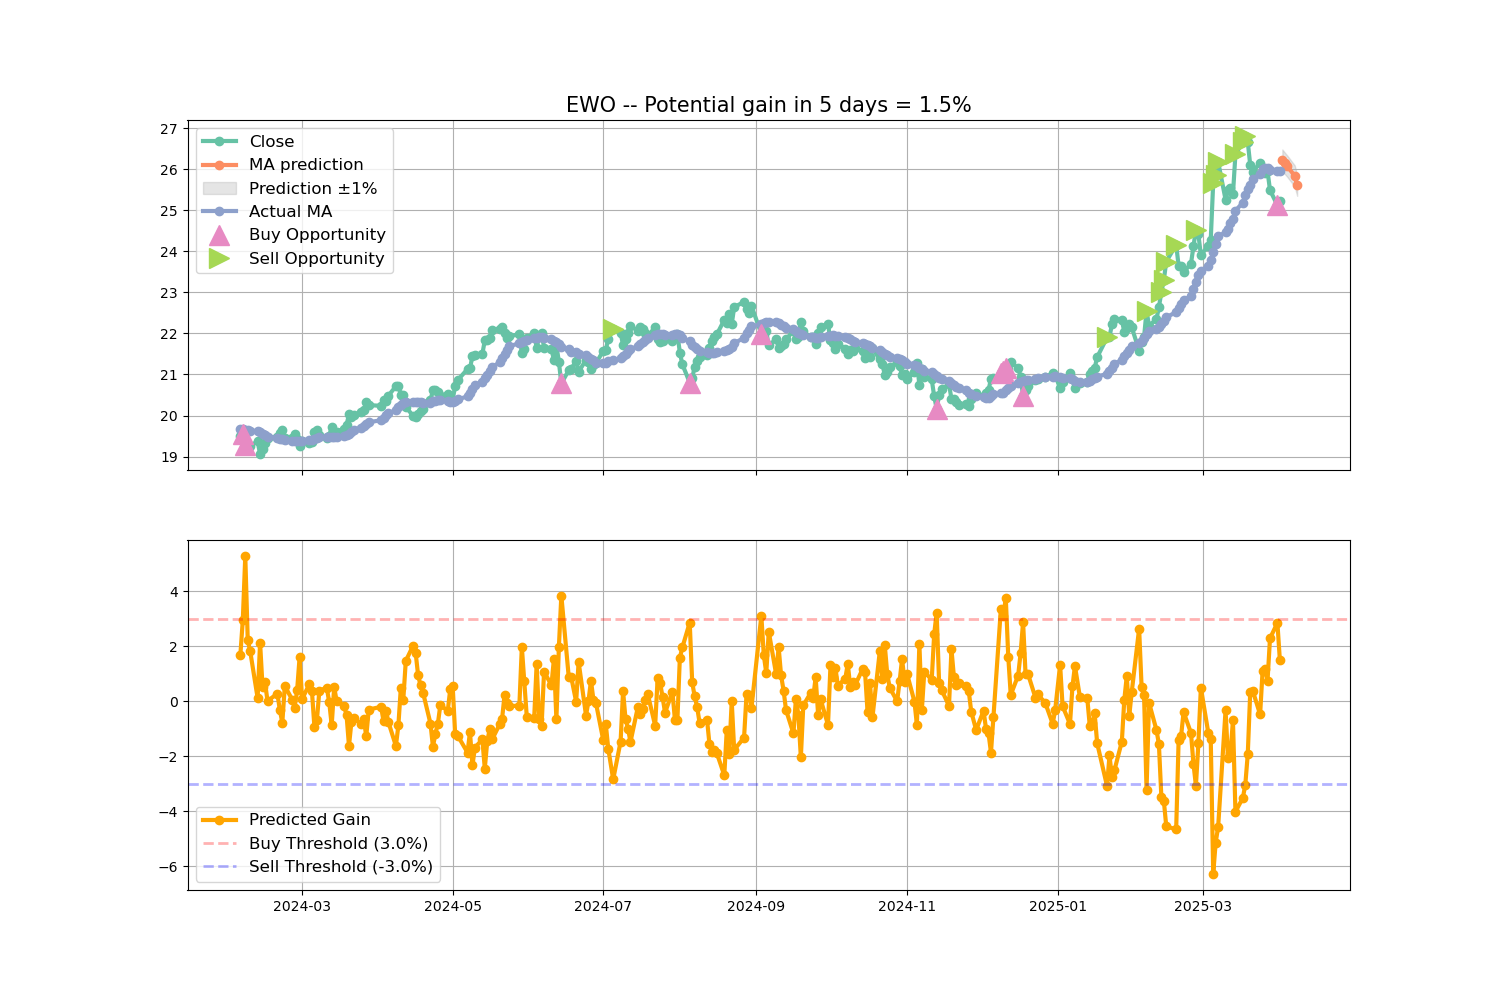 EWO -- Potential gain in 5 days = 1.5%
27
26
25
24
23
22
21
20
19
Close
MA prediction
Prediction ±1%
Actual MA
Buy Opportunity
Sell Opportunity
4
2
0
−2
−4
−6
Predicted Gain
Buy Threshold (3.0%)
Sell Threshold (-3.0%)
2024-03 2024-05 2024-07 2024-09 2024-11 2025-01 2025-03